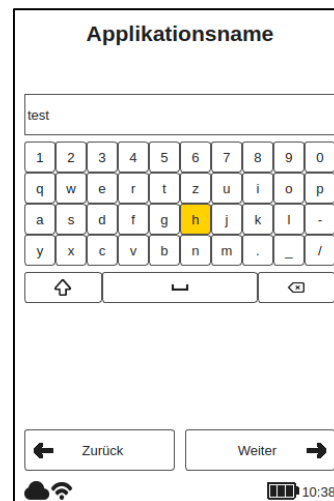 Applikationsname
test
1 2 3 4 5 6 7 8 9 0
q w e r t z u i o p
a s d f g h j k l -
y x c v b n m . _ /
Zurück Weiter
10:38